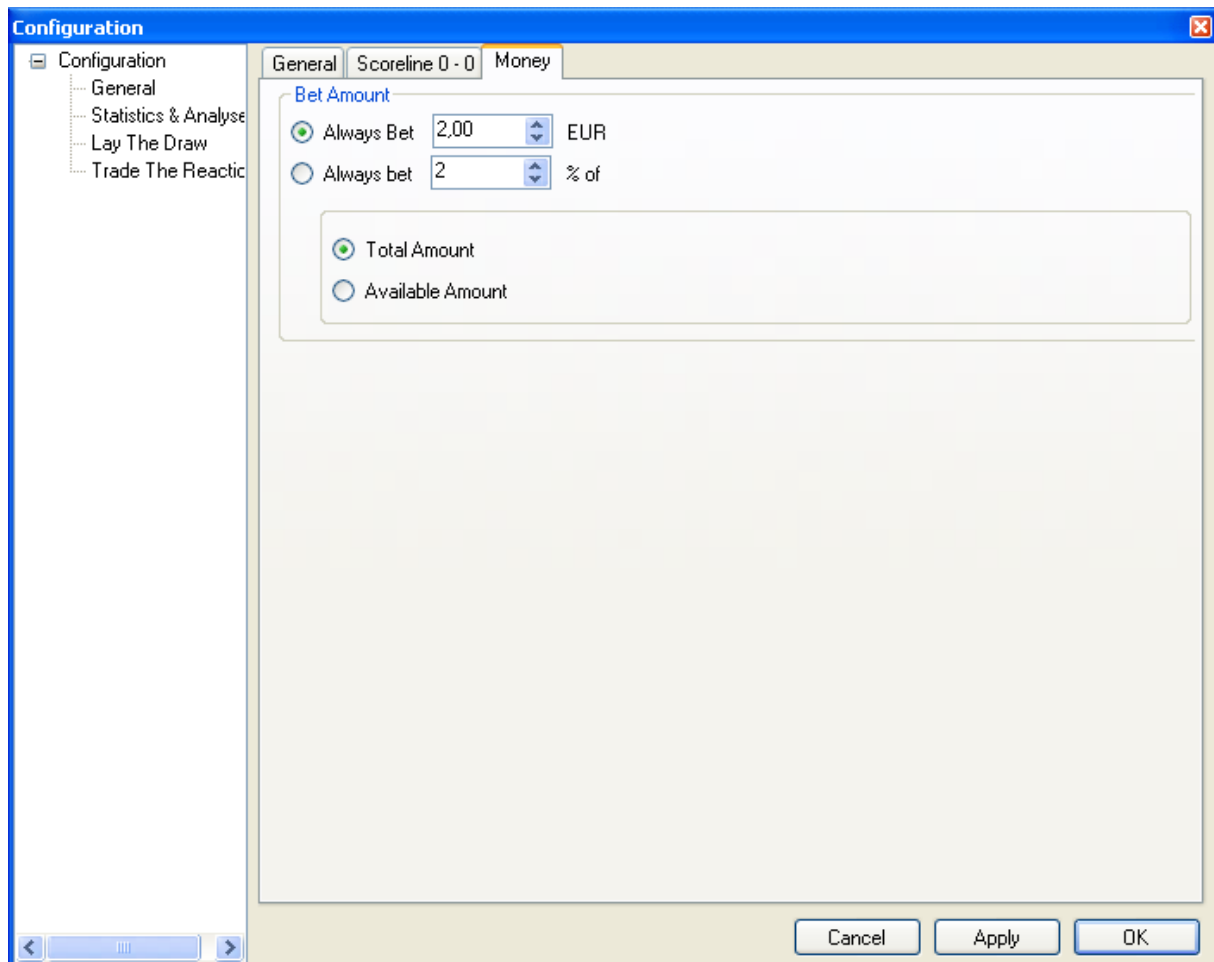 Configuration
Configuration
General
Statistics & Analyse
Lay The Draw
Trade The Reactic
General Scoreline 0 - 0 Money
Bet Amount
Always Bet 2,00 EUR
Always bet 2 % of
Total Amount
Available Amount
Cancel Apply OK